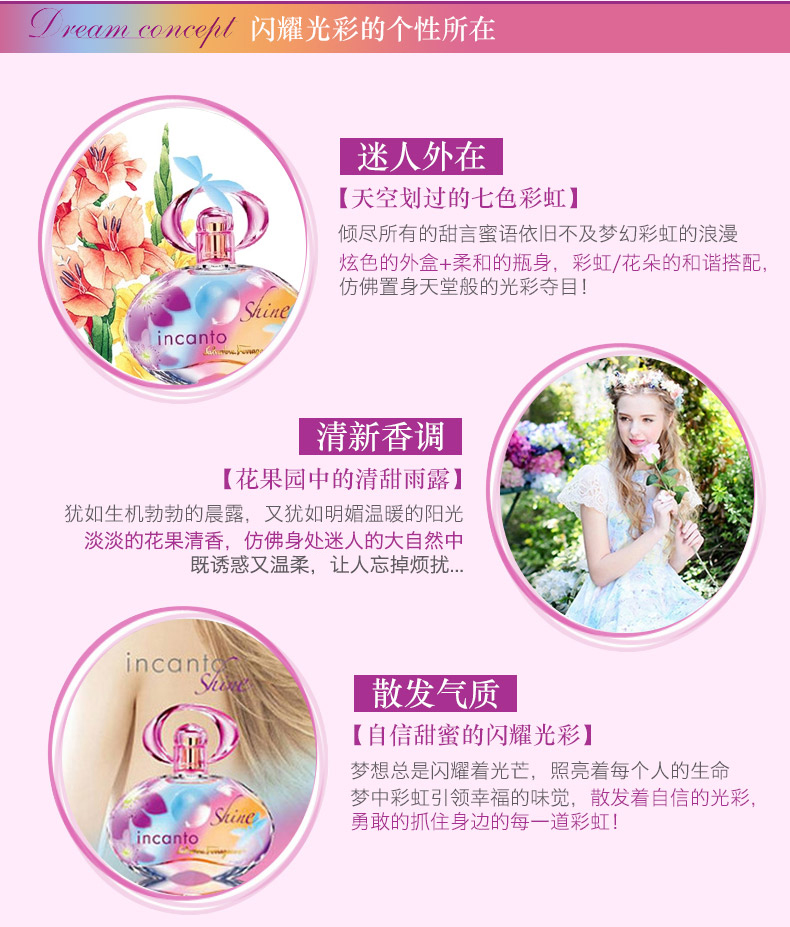 Dream concept 闪耀光彩的个性所在
迷人外在
【天空划过的七色彩虹】
倾尽所有的甜言蜜语依旧不及梦幻彩虹的浪漫
炫色的外盒+柔和的瓶身，彩虹/花朵的和谐搭配，
仿佛置身天堂般的光彩夺目！
Shine
incanto
Salvatore Ferragamo
清新香调
【花果园中的清甜雨露】
犹如生机勃勃的晨露，又犹如明媚温暖的阳光
淡淡的花果清香，仿佛身处迷人的大自然中
既诱惑又温柔，让人忘掉烦扰...
incanto
Shine
散发气质
【自信甜蜜的闪耀光彩】
梦想总是闪耀着光芒，照亮着每个人的生命
梦中彩虹引领幸福的味觉，散发着自信的光彩，
勇敢的抓住身边的每一道彩虹！
Shine
incanto
Salvatore Ferragamo